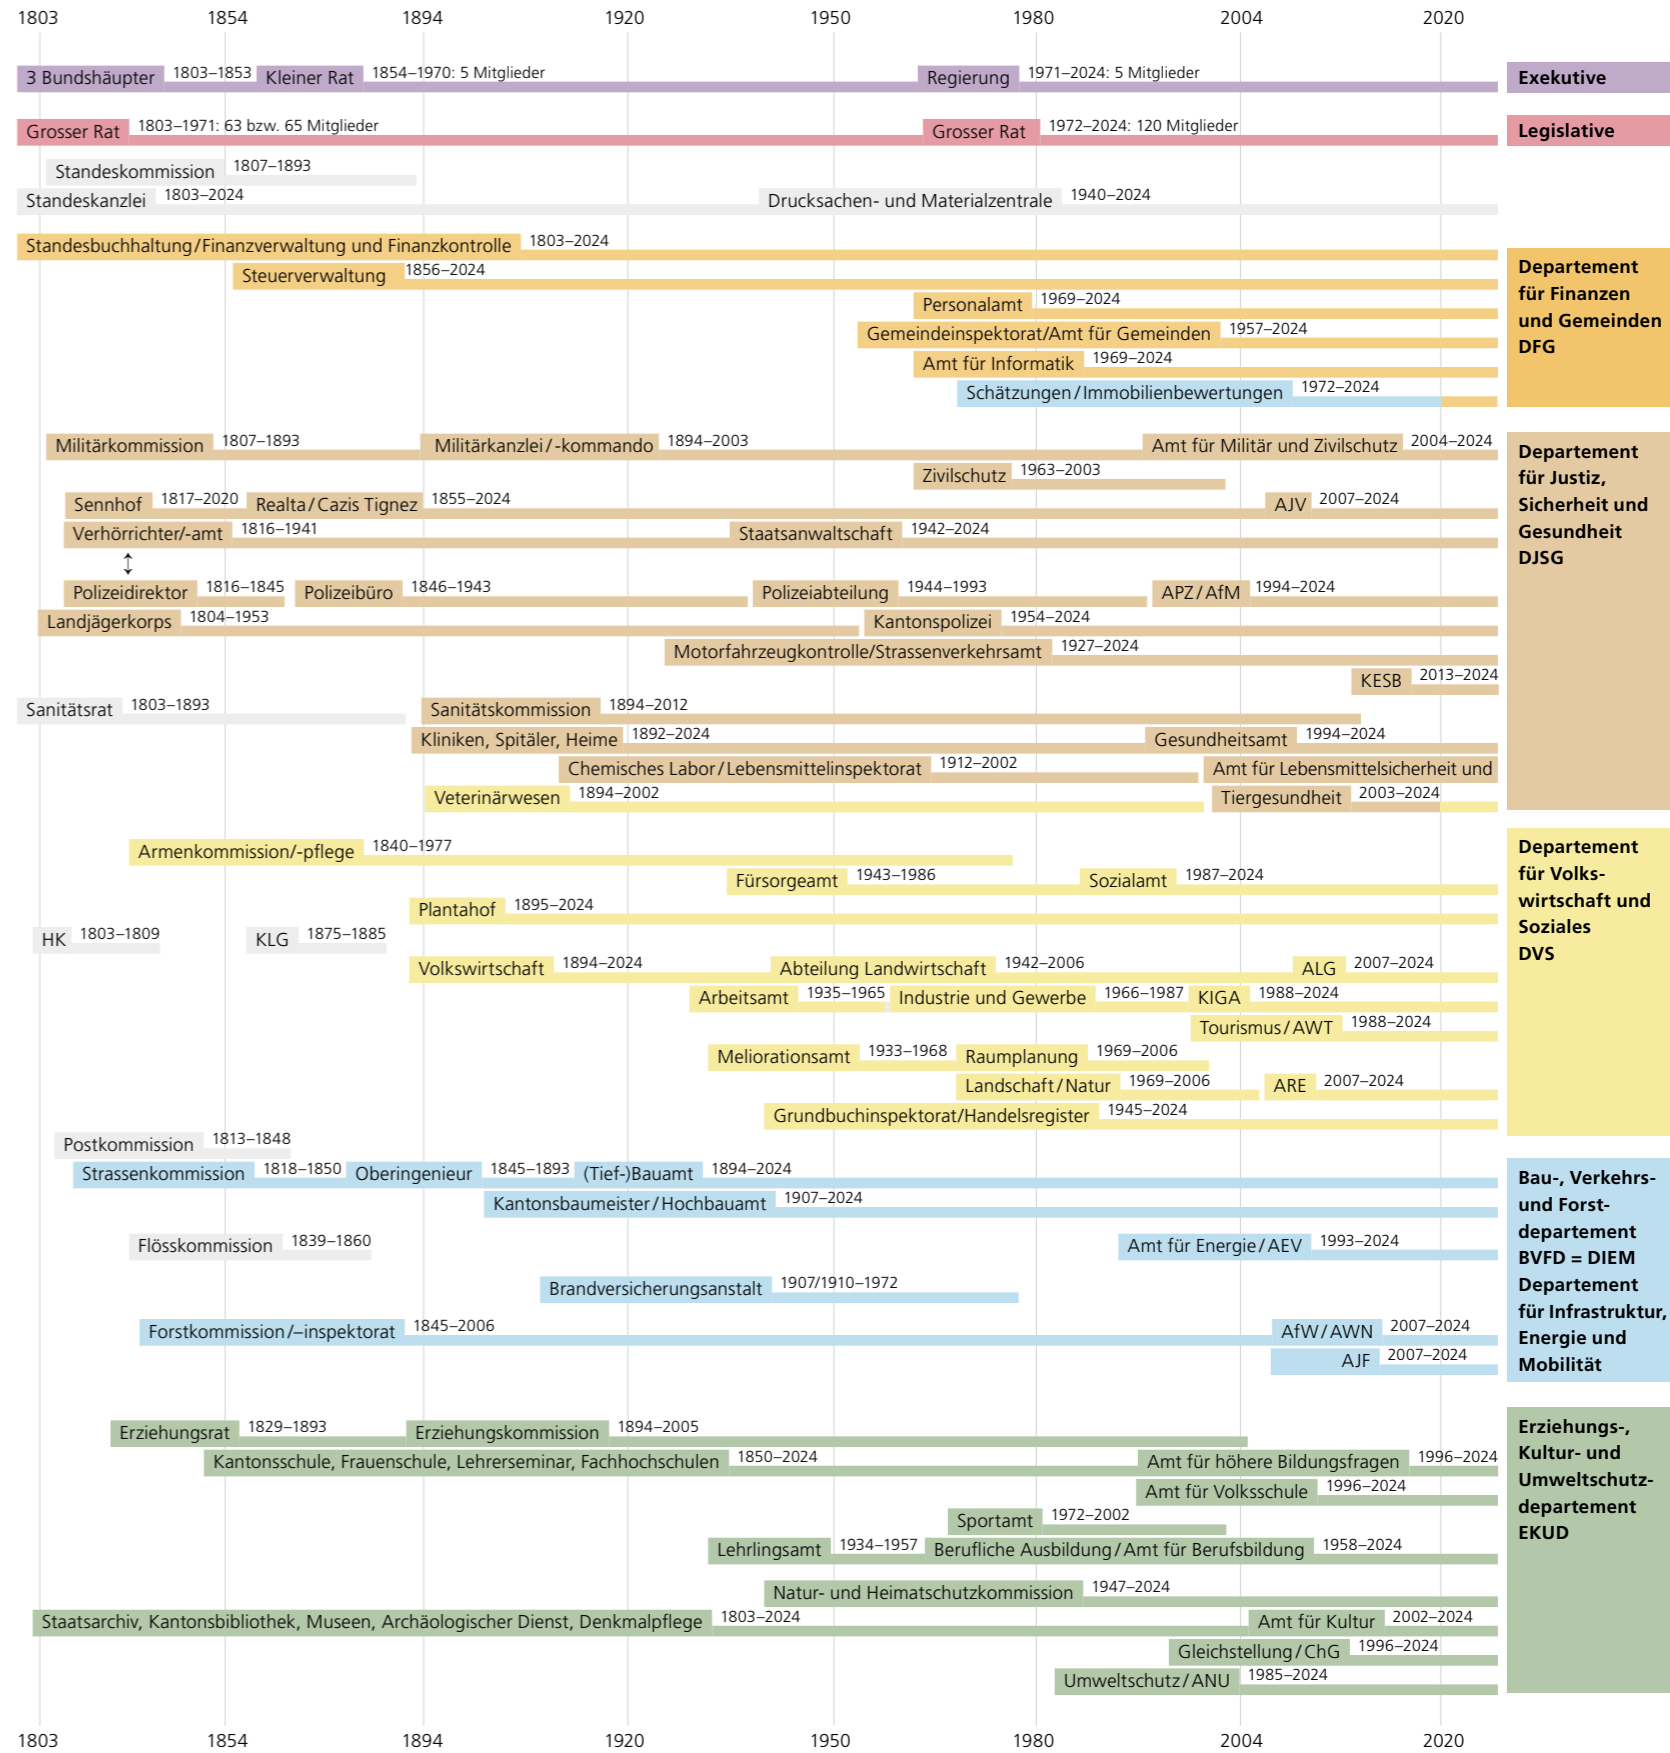 1803 1854 1894 1920 1950 1980 2004 2020
3 Bundshäupter 1803–1853 Kleiner Rat 1854–1970: 5 Mitglieder Regierung 1971–2024: 5 Mitglieder Exekutive
Grosser Rat 1803–1971: 63 bzw. 65 Mitglieder Grosser Rat 1972–2024: 120 Mitglieder Legislative
Standeskommission 1807–1893
Standeskanzlei 1803–2024 Drucksachen- und Materialzentrale 1940–2024
Standesbuchhaltung/Finanzverwaltung und Finanzkontrolle 1803–2024
Steuerverwaltung 1856–2024
Personalamt 1969–2024
Gemeindeinspektorat/Amt für Gemeinden 1957–2024
Amt für Informatik 1969–2024
Schätzungen/Immobilienbewertungen 1972–2024
Departement
für Finanzen
und Gemeinden
DFG
Militärkommission 1807–1893 Militärkanzlei/-kommando 1894–2003 Amt für Militär und Zivilschutz 2004–2024
Zivilschutz 1963–2003
Sennhof 1817–2020 Realta/Cazis Tignez 1855–2024 AJV 2007–2024
Verhörrichter/-amt 1816–1941 Staatsanwaltschaft 1942–2024
↕
Polizeidirektor 1816–1845 Polizeibüro 1846–1943 Polizeiabteilung 1944–1993 APZ/AfM 1994–2024
Landjägerkorps 1804–1953 Kantonspolizei 1954–2024
Motorfahrzeugkontrolle/Strassenverkehrsamt 1927–2024
KESB 2013–2024
Sanitätsrat 1803–1893 Sanitätskommission 1894–2012
Kliniken, Spitäler, Heime 1892–2024 Gesundheitsamt 1994–2024
Chemisches Labor/Lebensmittelinspektorat 1912–2002 Amt für Lebensmittelsicherheit und
Veterinärwesen 1894–2002 Tiergesundheit 2003–2024
Departement
für Justiz,
Sicherheit und
Gesundheit
DJSG
Armenkommission/-pflege 1840–1977
Fürsorgeamt 1943–1986 Sozialamt 1987–2024
Plantahof 1895–2024
HK 1803–1809 KLG 1875–1885
Volkswirtschaft 1894–2024 Abteilung Landwirtschaft 1942–2006 ALG 2007–2024
Arbeitsamt 1935–1965 Industrie und Gewerbe 1966–1987 KIGA 1988–2024
Tourismus/AWT 1988–2024
Meliorationsamt 1933–1968 Raumplanung 1969–2006
Landschaft/Natur 1969–2006 ARE 2007–2024
Grundbuchinspektorat/Handelsregister 1945–2024
Departement
für Volks-
wirtschaft und
Soziales
DVS
Postkommission 1813–1848
Strassenkommission 1818–1850 Oberingenieur 1845–1893 (Tief-)Bauamt 1894–2024
Kantonsbaumeister/Hochbauamt 1907–2024
Flösskommission 1839–1860 Amt für Energie/AEV 1993–2024
Brandversicherungsanstalt 1907/1910–1972
Forstkommission/–inspektorat 1845–2006 AfW/AWN 2007–2024
AJF 2007–2024
Bau-, Verkehrs-
und Forst-
departement
BVFD = DIEM
Departement
für Infrastruktur,
Energie und
Mobilität
Erziehungsrat 1829–1893 Erziehungskommission 1894–2005
Kantonsschule, Frauenschule, Lehrerseminar, Fachhochschulen 1850–2024 Amt für höhere Bildungsfragen 1996–2024
Amt für Volksschule 1996–2024
Sportamt 1972–2002
Lehrlingsamt 1934–1957 Berufliche Ausbildung/Amt für Berufsbildung 1958–2024
Natur- und Heimatschutzkommission 1947–2024
Staatsarchiv, Kantonsbibliothek, Museen, Archäologischer Dienst, Denkmalpflege 1803–2024 Amt für Kultur 2002–2024
Gleichstellung/ChG 1996–2024
Umweltschutz/ANU 1985–2024
Erziehungs-,
Kultur- und
Umweltschutz-
departement
EKUD
1803 1854 1894 1920 1950 1980 2004 2020